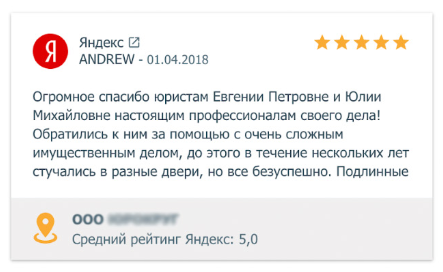 Я
Яндекс
ANDREW - 01.04.2018
Огромное спасибо юристам Евгении Петровне и Юлии
Михайловне настоящим профессионалам своего дела!
Обратились к ним за помощью с очень сложным
имущественным делом, до этого в течение нескольких лет
стучались в разные двери, но все безуспешно. Подлинные
ООО
Средний рейтинг Яндекс: 5,0